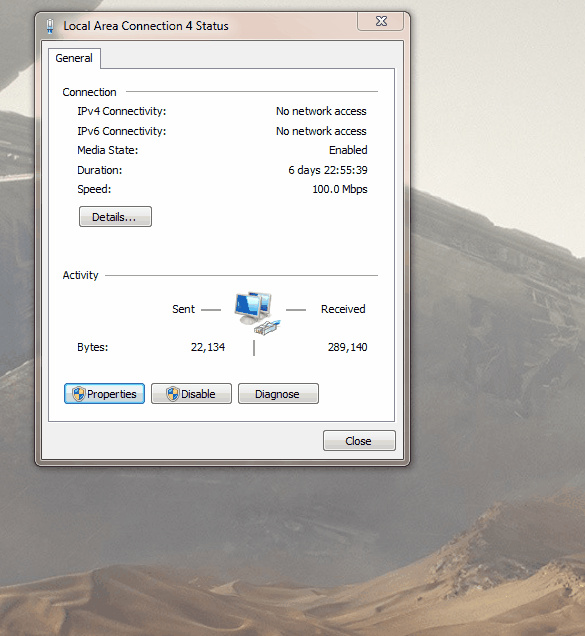 Local Area Connection 4 Status
General
Connection
IPv4 Connectivity: No network access
IPv6 Connectivity: No network access
Media State: Enabled
Duration: 6 days 22:55:39
Speed: 100.0 Mbps
Details...
Activity
Sent Received
Bytes: 22,134 289,140
Properties Disable Diagnose
Close